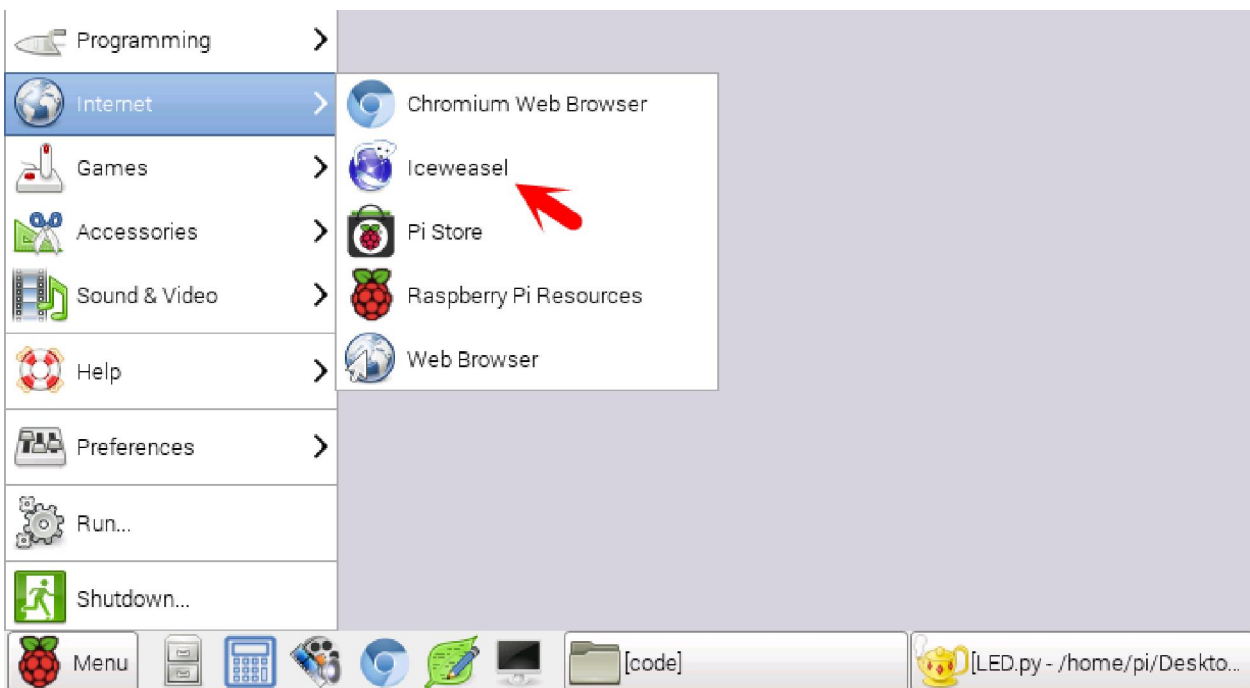 Programming
Internet
Games
Accessories
Sound & Video
Help
Preferences
Run...
Shutdown...
Chromium Web Browser
Iceweasel
Pi Store
Raspberry Pi Resources
Web Browser
Menu
[code]
[LED.py - /home/pi/Deskto...